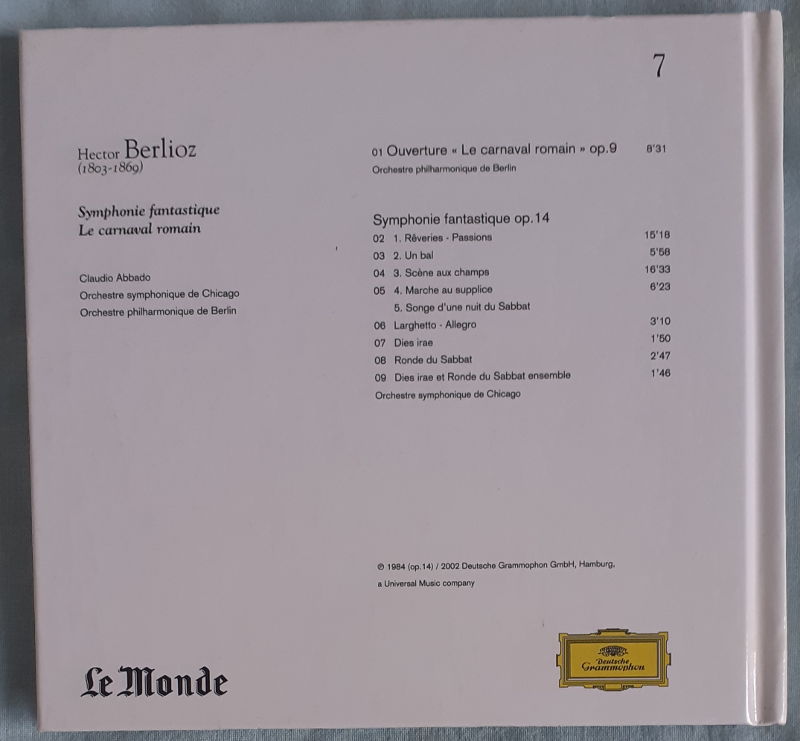 7
Hector Berlioz
(1803-1869)
Symphonie fantastique
Le carnaval romain
Claudio Abbado
Orchestre symphonique de Chicago
Orchestre philharmonique de Berlin
01 Ouverture « Le carnaval romain » op.9 8'31
Orchestre philharmonique de Berlin
Symphonie fantastique op.14
02 1. Rêveries - Passions 15'18
03 2. Un bal 5'58
04 3. Scène aux champs 16'33
05 4. Marche au supplice 6'23
5. Songe d'une nuit du Sabbat
06 Larghetto - Allegro 3'10
07 Dies irae 1'50
08 Ronde du Sabbat 2'47
09 Dies irae et Ronde du Sabbat ensemble 1'46
Orchestre symphonique de Chicago
℗ 1984 (op.14) / 2002 Deutsche Grammophon GmbH, Hamburg,
a Universal Music company
Le Monde
Deutsche
Grammophon